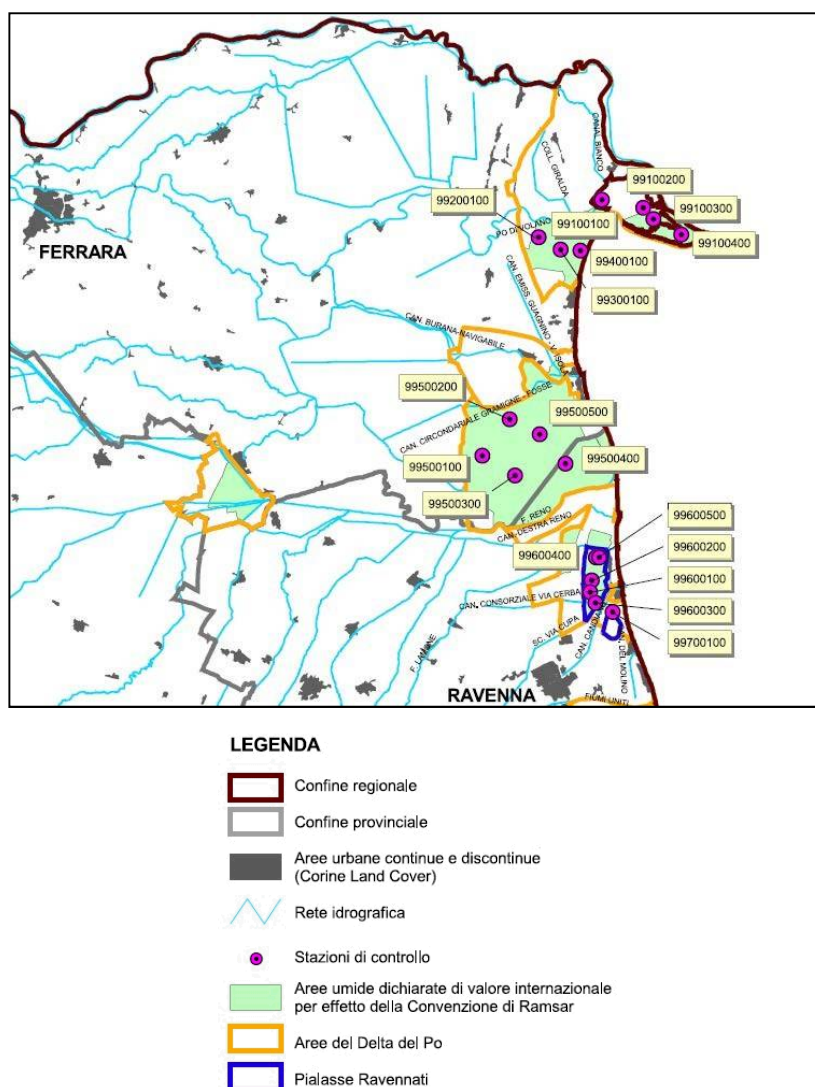 CANAL BIANCO
COLL. GIRALDA
99100200
99200100
99100300
FERRARA
PO DI VOLANO
99100100
99100400
99400100
99300100
CAN. EMISS. GUAGNINO - V. ISOLA
CAN. BURANA-NAVIGABILE
99500200
99500500
CAN. CIRCONDARIALE GRAMIGNE - FOSSE
99500100
99500400
99500300
F. RENO
CAN. DESTRA RENO
99600500
99600400
99600200
99600100
CAN. CONSORZIALE VIA CERBA
99600300
SC. VIA CUPA
99700100
F. LAMONE
DEL MOLINO
RAVENNA
FIUMI UNITI
LEGENDA
Confine regionale
Confine provinciale
Aree urbane continue e discontinue
(Corine Land Cover)
Rete idrografica
Stazioni di controllo
Aree umide dichiarate di valore internazionale
per effetto della Convenzione di Ramsar
Aree del Delta del Po
Pialasse Ravennati